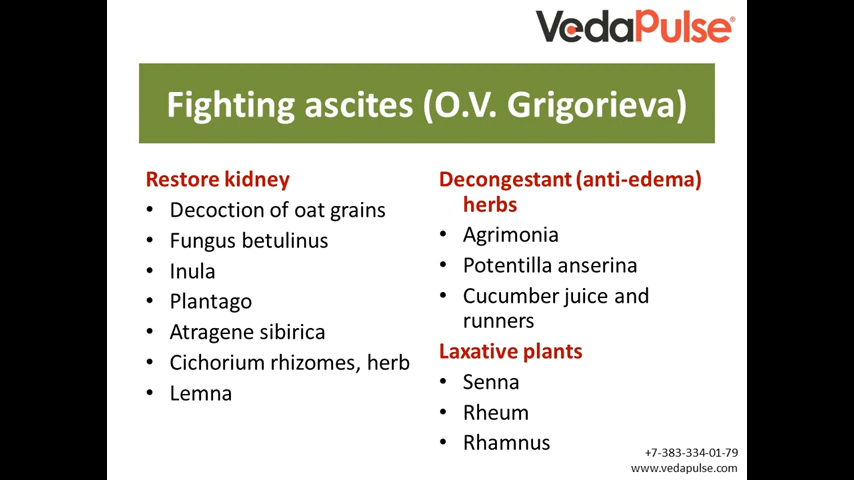 VedaPulse®
Fighting ascites (O.V. Grigorieva)
Restore kidney
• Decoction of oat grains
• Fungus betulinus
• Inula
• Plantago
• Atragene sibirica
• Cichorium rhizomes, herb
• Lemna
Decongestant (anti-edema)
herbs
• Agrimonia
• Potentilla anserina
• Cucumber juice and
runners
Laxative plants
• Senna
• Rheum
• Rhamnus
+7-383-334-01-79
www.vedapulse.com